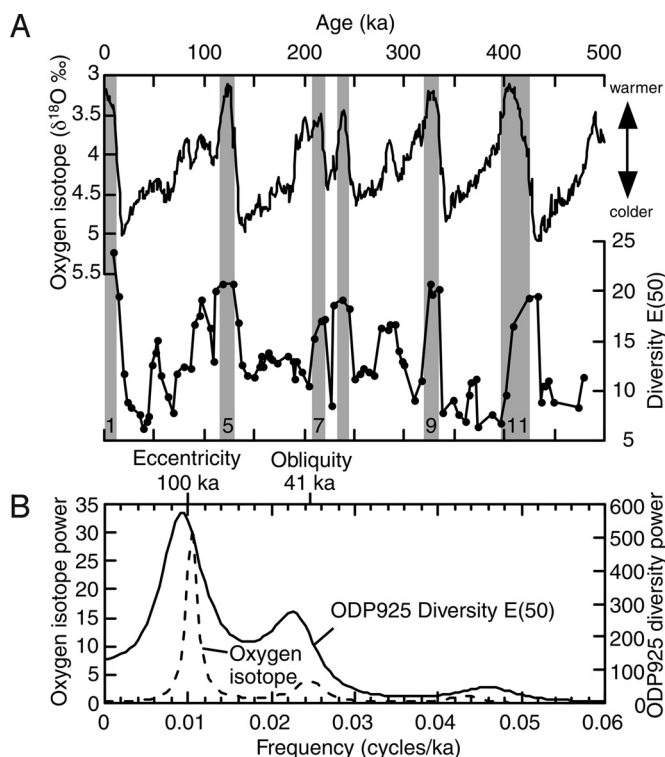 A
Age (ka)
0 100 200 300 400 500
Oxygen isotope (δ18O ‰)
3
3.5
4
4.5
5
5.5
warmer
colder
25
20
15
10
5
Diversity E(50)
1 5 7 9 11
Eccentricity Obliquity
100 ka 41 ka
B
Oxygen isotope power
35
30
25
20
15
10
5
0
600
500
400
300
200
100
0
ODP925 diversity power
ODP925 Diversity E(50)
Oxygen
isotope
0 0.01 0.02 0.03 0.04 0.05 0.06
Frequency (cycles/ka)